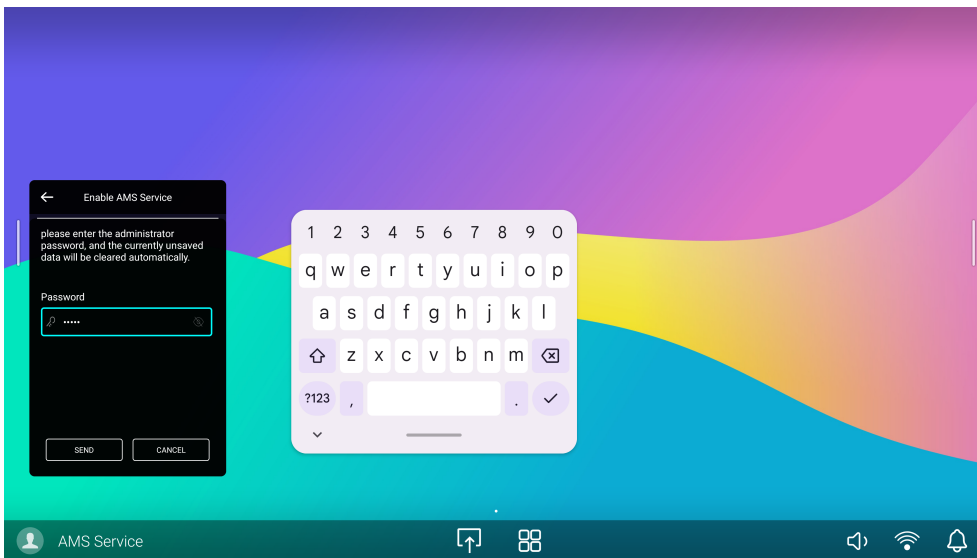 Enable AMS Service
please enter the administrator
password, and the currently unsaved
data will be cleared automatically.
Password
•••••
SEND CANCEL
1 2 3 4 5 6 7 8 9 0
q w e r t y u i o p
a s d f g h j k l
z x c v b n m
?123 , .
AMS Service